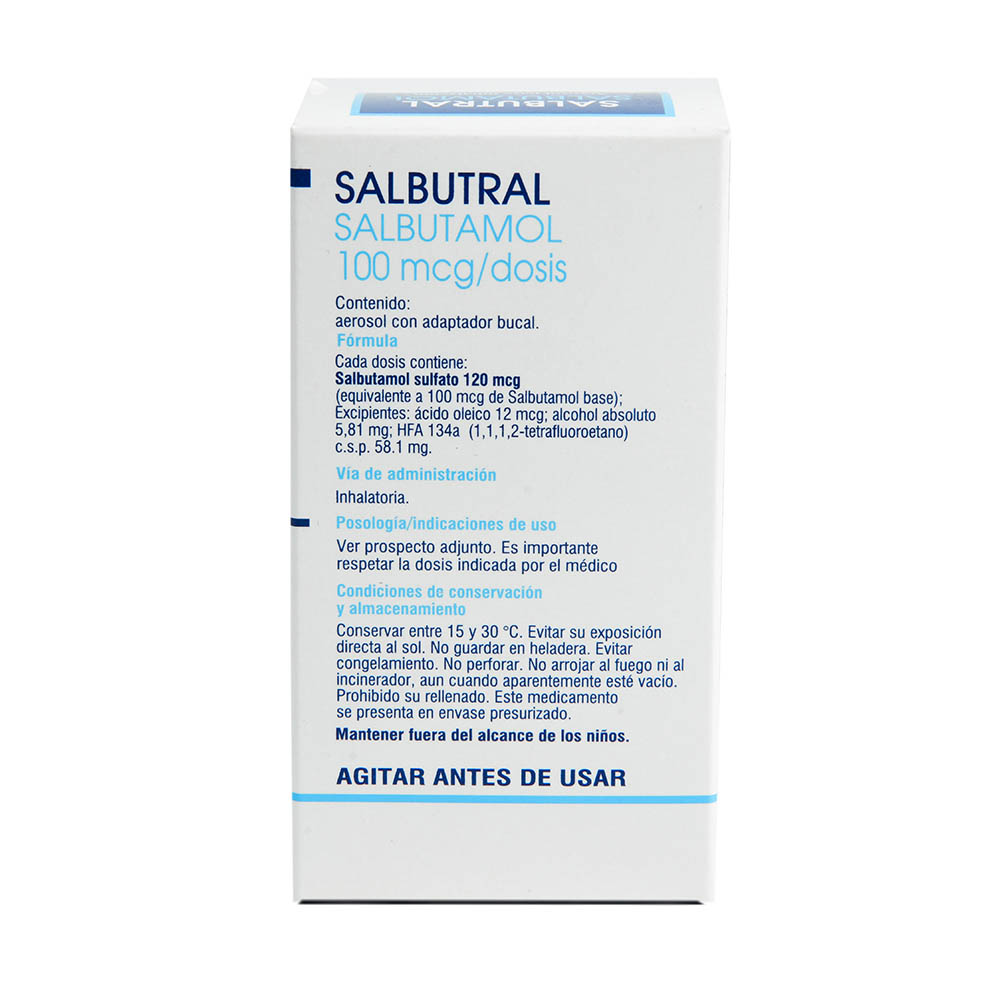 SALBUTRAL
SALBUTAMOL
SALBUTRAL
SALBUTAMOL
100 mcg/dosis
Contenido:
aerosol con adaptador bucal.
Fórmula
Cada dosis contiene:
Salbutamol sulfato 120 mcg
(equivalente a 100 mcg de Salbutamol base);
Excipientes: ácido oleico 12 mcg; alcohol absoluto
5,81 mg; HFA 134a (1,1,1,2-tetrafluoroetano)
c.s.p. 58.1 mg.
Vía de administración
Inhalatoria.
Posología/indicaciones de uso
Ver prospecto adjunto. Es importante
respetar la dosis indicada por el médico
Condiciones de conservación
y almacenamiento
Conservar entre 15 y 30 °C. Evitar su exposición
directa al sol. No guardar en heladera. Evitar
congelamiento. No perforar. No arrojar al fuego ni al
incinerador, aun cuando aparentemente esté vacío.
Prohibido su rellenado. Este medicamento
se presenta en envase presurizado.
Mantener fuera del alcance de los niños.
AGITAR ANTES DE USAR